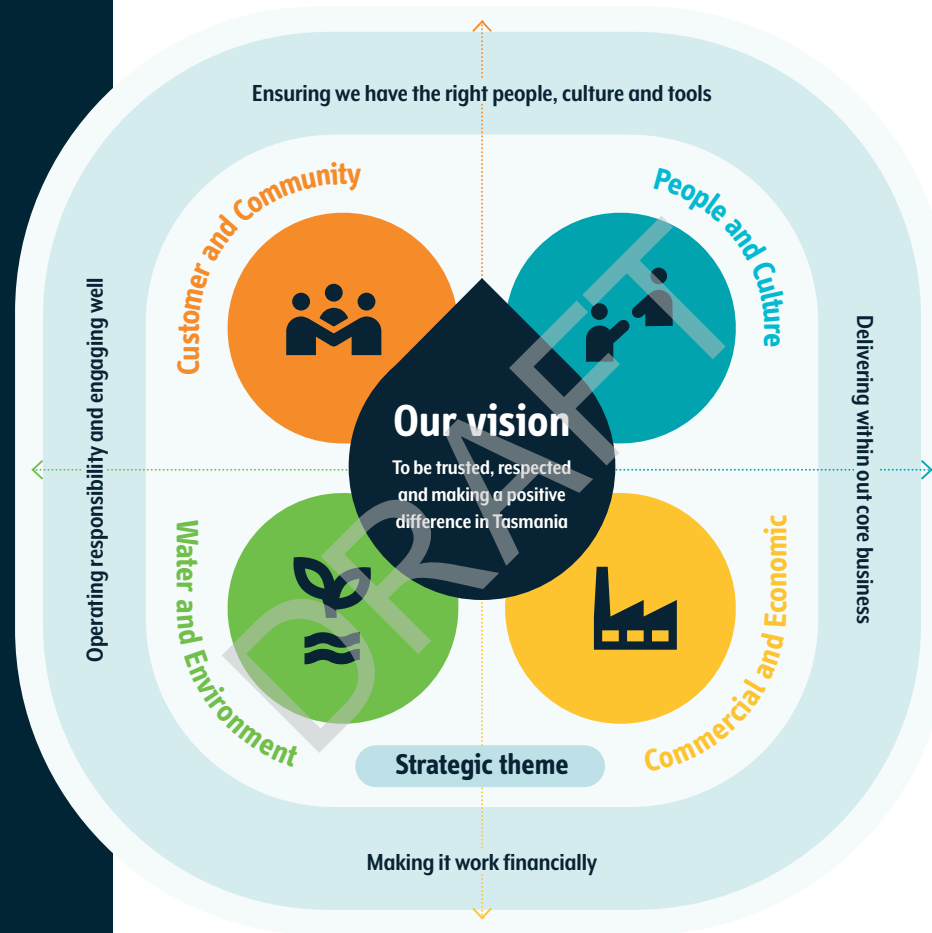 Ensuring we have the right people, culture and tools
Customer and Community
People and Culture
Operating responsibility and engaging well
Delivering within out core business
Our vision
To be trusted, respected
and making a positive
difference in Tasmania
DRAFT
Water and Environment
Commercial and Economic
Strategic theme
Making it work financially